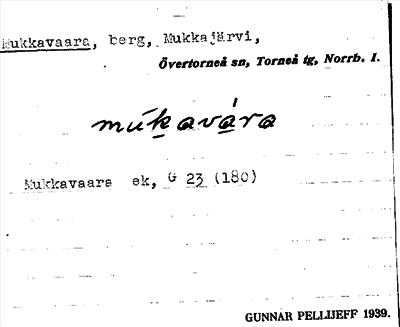 Mukkavaara, berg, Mukkajärvi,
Övertorneå sn, Torneå tg, Norrb. l.
múkavára
Mukkavaara ek, G 23 (180)
GUNNAR PELLIJEFF 1939.